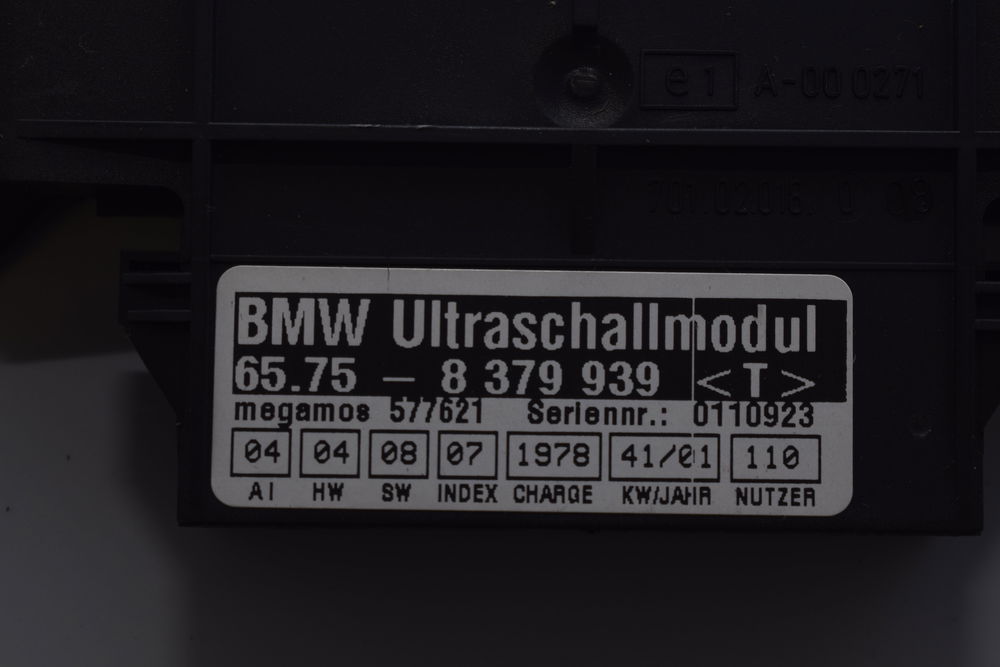 e1 A-00 0271
BMW Ultraschallmodul
65.75 – 8 379 939 <T>
megamos 577621 Seriennr.: 0110923
04 04 08 07 1978 41/01 110
AI HW SW INDEX CHARGE KW/JAHR NUTZER